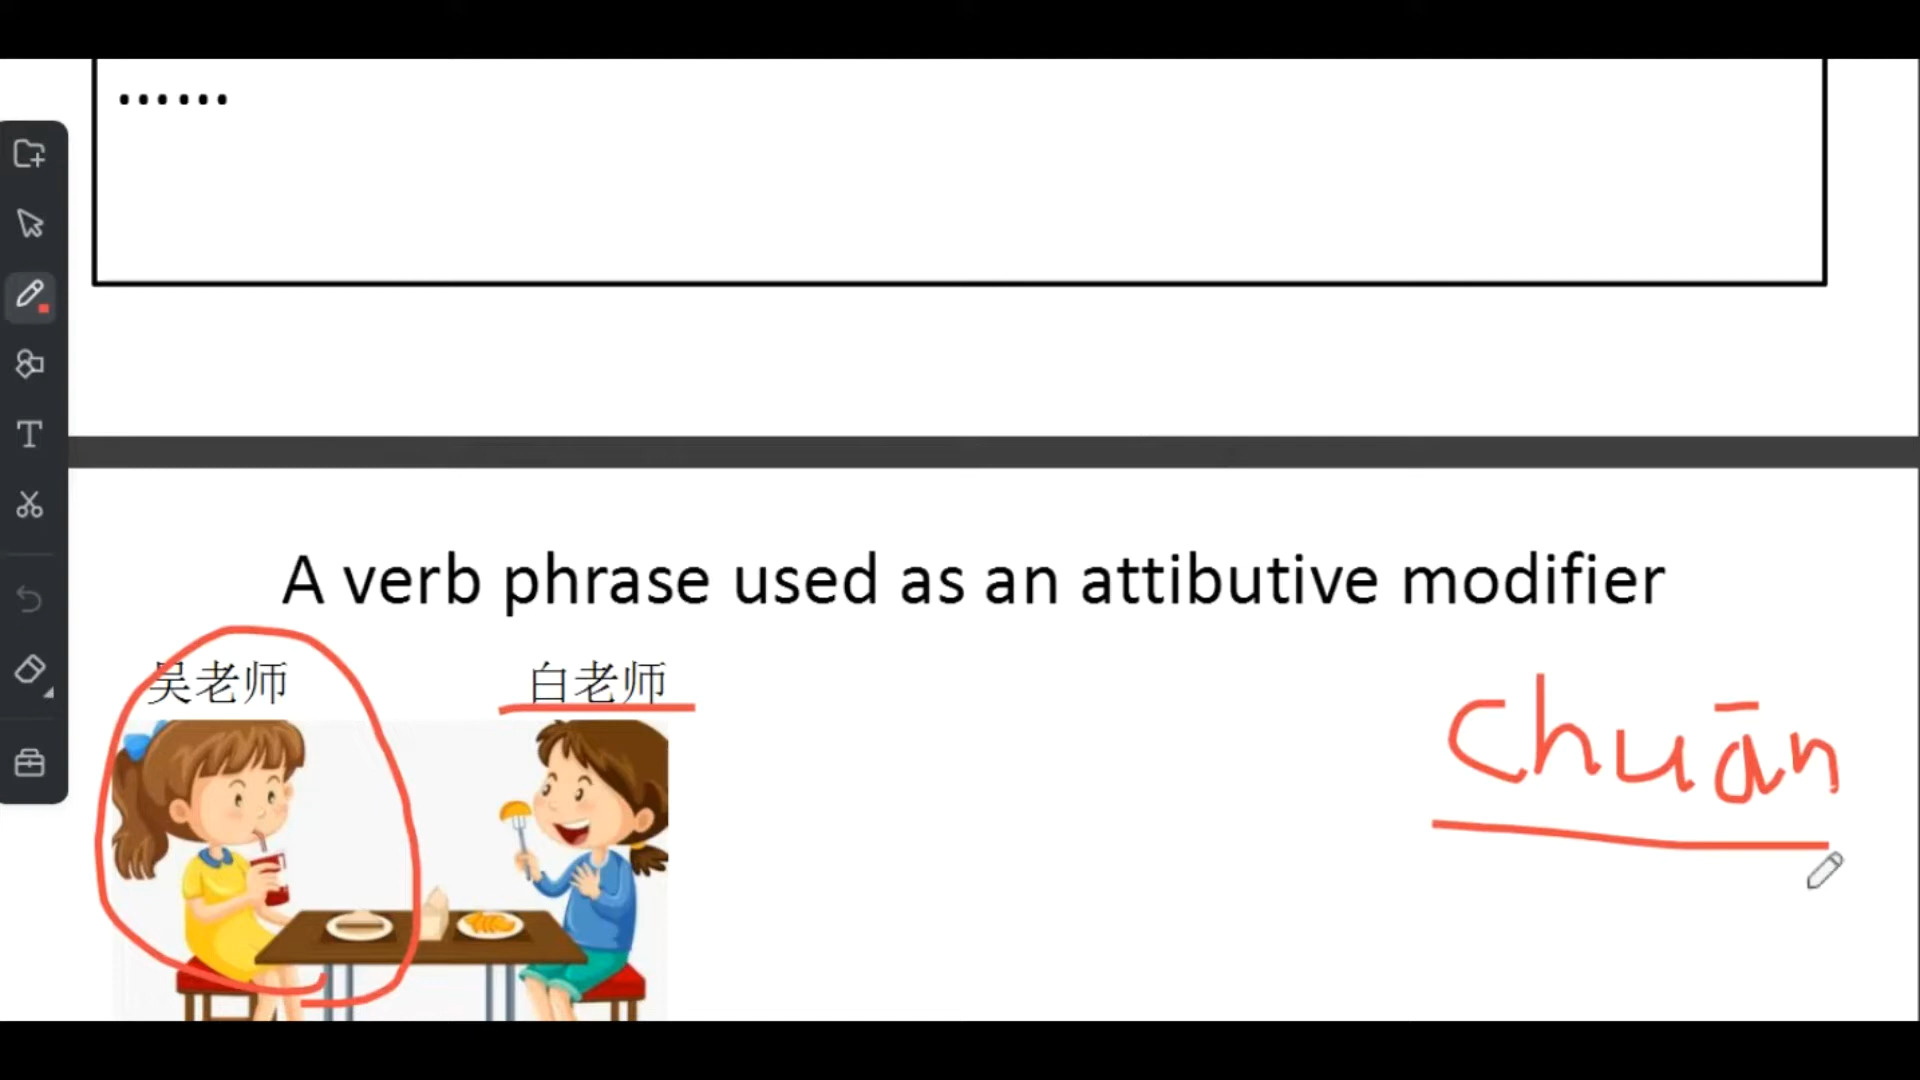 ……
A verb phrase used as an attibutive modifier
吴老师 白老师
chuān